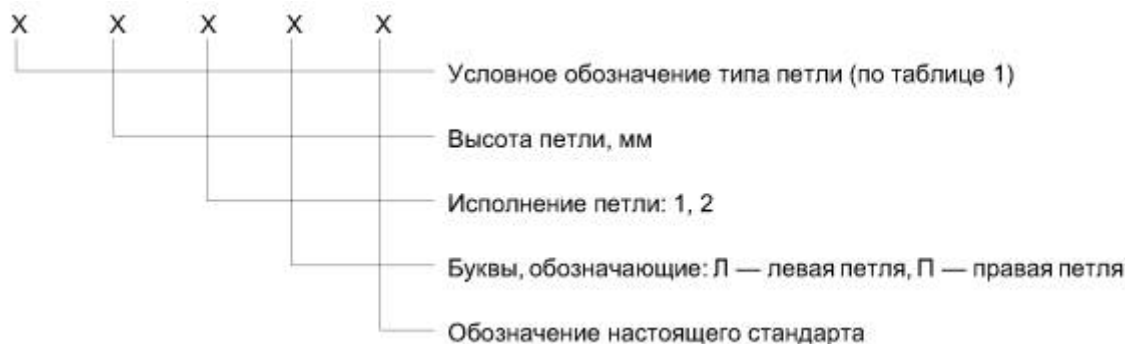 Х Х Х Х Х
Условное обозначение типа петли (по таблице 1)
Высота петли, мм
Исполнение петли: 1, 2
Буквы, обозначающие: Л — левая петля, П — правая петля
Обозначение настоящего стандарта